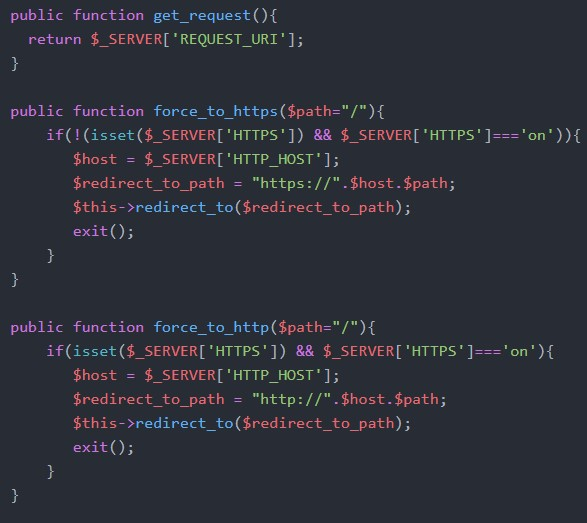 public function get_request(){
  return $_SERVER['REQUEST_URI'];
}

public function force_to_https($path="/"){
    if(!(isset($_SERVER['HTTPS']) && $_SERVER['HTTPS']==='on')){
       $host = $_SERVER['HTTP_HOST'];
       $redirect_to_path = "https://".$host.$path;
       $this->redirect_to($redirect_to_path);
       exit();
    }
}

public function force_to_http($path="/"){
    if(isset($_SERVER['HTTPS']) && $_SERVER['HTTPS']==='on'){
       $host = $_SERVER['HTTP_HOST'];
       $redirect_to_path = "http://".$host.$path;
       $this->redirect_to($redirect_to_path);
       exit();
    }
}